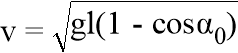 v = √gl(1 - cosα₀)